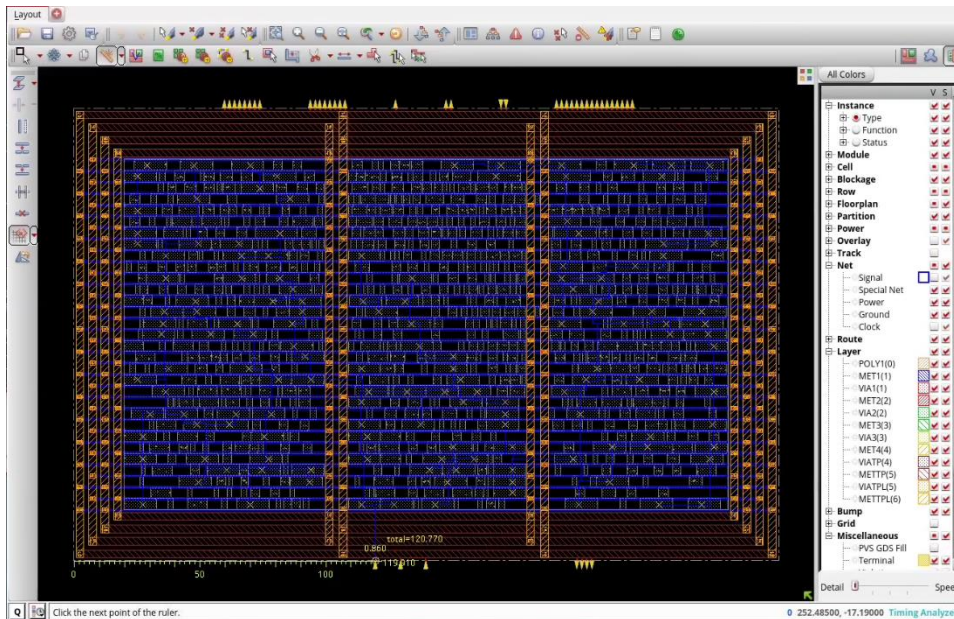 Layout
All Colors
V S
Instance
Type
Function
Status
Module
Cell
Blockage
Row
Floorplan
Partition
Power
Overlay
Track
Net
Signal
Special Net
Power
Ground
Clock
Route
Layer
POLY1(0)
MET1(1)
VIA1(1)
MET2(2)
VIA2(2)
MET3(3)
VIA3(3)
MET4(4)
VIATP(4)
METTP(5)
VIATPL(5)
METTPL(6)
Bump
Grid
Miscellaneous
PVS GDS Fill
Terminal
total=120.770
0.860
119.910
0 50 100
Detail Spee
Q Click the next point of the ruler. 0 252.48500, -17.19000 Timing Analyze